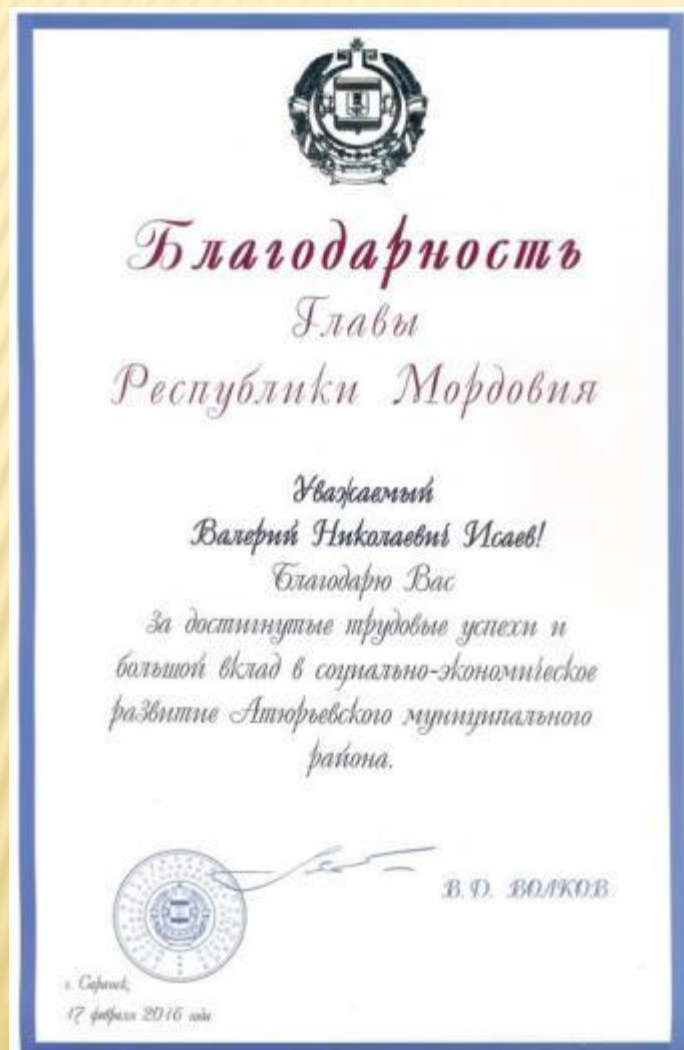 Благодарность
Главы
Республики Мордовия
Уважаемый
Валерий Николаевич Исаев!
Благодарю Вас
за достигнутые трудовые успехи и
большой вклад в социально-экономическое
развитие Атюрьевского муниципального
района.
В. D. ВОЛКОВ
г. Саранск,
17 февраля 2016 года